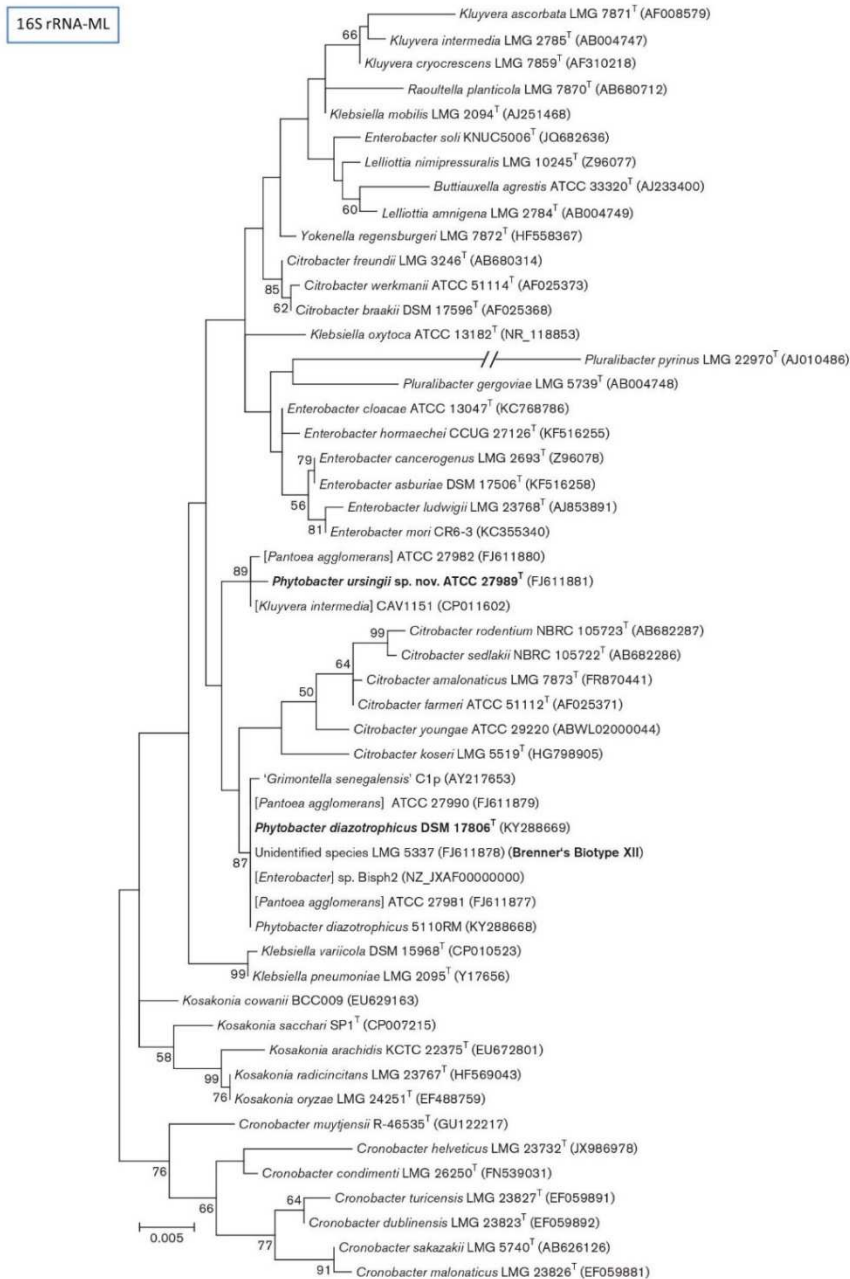 16S rRNA-ML
Kluyvera ascorbata LMG 7871T (AF008579)
66
Kluyvera intermedia LMG 2785T (AB004747)
Kluyvera cryocrescens LMG 7859T (AF310218)
Raoultella planticola LMG 7870T (AB680712)
Klebsiella mobilis LMG 2094T (AJ251468)
Enterobacter soli KNUC5006T (JQ682636)
Lelliottia nimipressuralis LMG 10245T (Z96077)
Buttiauxella agrestis ATCC 33320T (AJ233400)
60
Lelliottia amnigena LMG 2784T (AB004749)
Yokenella regensburgei LMG 7872T (HF558367)
Citrobacter freundii LMG 3246T (AB680314)
85
Citrobacter werkmanii ATCC 51114T (AF025373)
62
Citrobacter braakii DSM 17596T (AF025368)
Klebsiella oxytoca ATCC 13182T (NR_118853)
Pluralibacter pyrinus LMG 22970T (AJ010486)
Pluralibacter gergoviae LMG 5739T (AB004748)
Enterobacter cloacae ATCC 13047T (KC768786)
Enterobacter hormaechei CCUG 27126T (KF516255)
79
Enterobacter cancerogenus LMG 2693T (Z96078)
Enterobacter asburiae DSM 17506T (KF516258)
56
Enterobacter ludwigii LMG 23768T (AJ853891)
81
Enterobacter mori CR6-3 (KC355340)
[Pantoea agglomerans] ATCC 27982 (FJ611880)
89
Phytobacter ursingii sp. nov. ATCC 27989T (FJ611881)
[Kluyvera intermedia] CAV1151 (CP011602)
99
Citrobacter rodentium NBRC 105723T (AB682287)
Citrobacter sedlakii NBRC 105722T (AB682286)
64
Citrobacter amalonaticus LMG 7873T (FR870441)
50
Citrobacter farmeri ATCC 51112T (AF025371)
Citrobacter youngae ATCC 29220 (ABWL02000044)
Citrobacter koseri LMG 5519T (HG798905)
'Grimontella senegalensis' C1p (AY217653)
[Pantoea agglomerans] ATCC 27990 (FJ611879)
Phytobacter diazotrophicus DSM 17806T (KY288669)
87
Unidentified species LMG 5337 (FJ611878) (Brenner's Biotype XII)
[Enterobacter] sp. Bisph2 (NZ_JXAF00000000)
[Pantoea agglomerans] ATCC 27981 (FJ611877)
Phytobacter diazotrophicus 5110RM (KY288668)
Klebsiella variicola DSM 15968T (CP010523)
99
Klebsiella pneumoniae LMG 2095T (Y17656)
Kosakonia cowanii BCC009 (EU629163)
Kosakonia sacchari SP1T (CP007215)
58
Kosakonia arachidis KCTC 22375T (EU672801)
99
Kosakonia radicincitans LMG 23767T (HF569043)
76
Kosakonia oryzae LMG 24251T (EF488759)
Cronobacter muytjensii R-46535T (GU122217)
76
Cronobacter helveticus LMG 23732T (JX986978)
Cronobacter condimenti LMG 26250T (FN539031)
66
64
Cronobacter turicensis LMG 23827T (EF059891)
Cronobacter dublinensis LMG 23823T (EF059892)
0.005
77
Cronobacter sakazakii LMG 5740T (AB626126)
91
Cronobacter malonaticus LMG 23826T (EF059881)